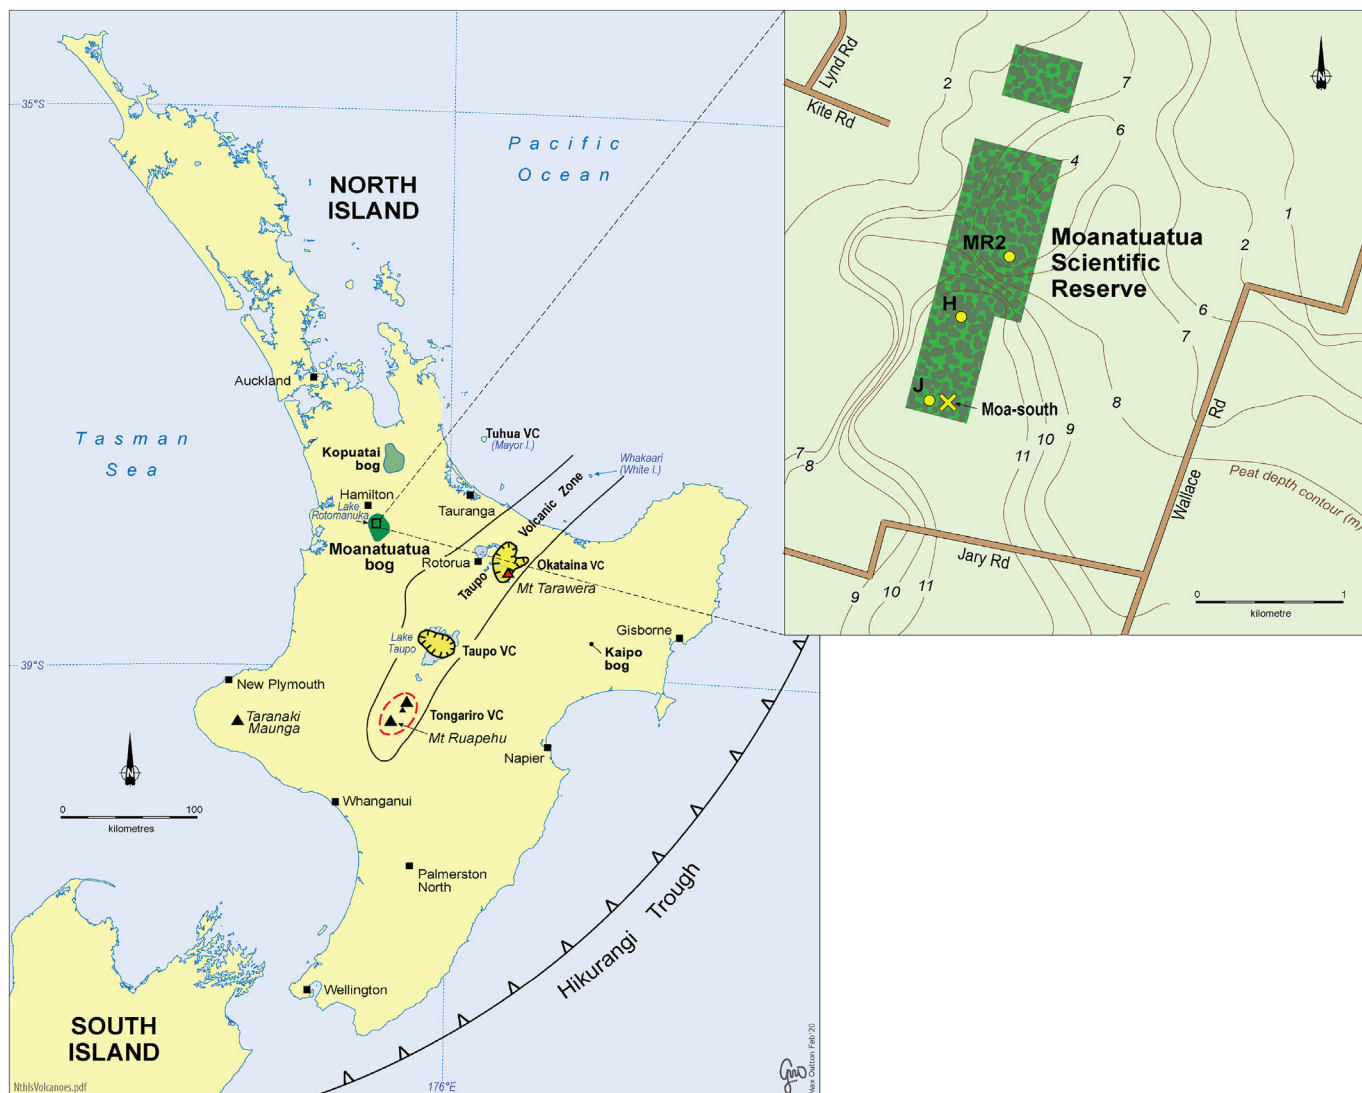 35°S
Pacific
Ocean
NORTH
ISLAND
Auckland
Tasman
Sea
Tuhua VC
(Mayor I.)
Kopuatai
bog
Whakaari
(White I.)
Hamilton
Lake
Rotomanuka
Tauranga
Moanatuatua
bog
Taupo Volcanic Zone
Rotorua
Okataina VC
Mt Tarawera
Lake
Taupo
Taupo VC
Gisborne
Kaipo
bog
39°S
New Plymouth
Taranaki
Maunga
Tongariro VC
Mt Ruapehu
Napier
N
0 100
kilometres
Whanganui
Palmerston
North
Hikurangi Trough
Wellington
SOUTH
ISLAND
NthIsVolcanoes.pdf
176°E
Max Oulton Feb'20
Lynd Rd
Kite Rd
2
7
6
4
N
1
2
MR2
Moanatuatua
Scientific
Reserve
H
6
7
J
Moa-south
8
9
10
11
7
8
Wallace Rd
Peat depth contour (m)
Jary Rd
9
10
11
0 1
kilometre